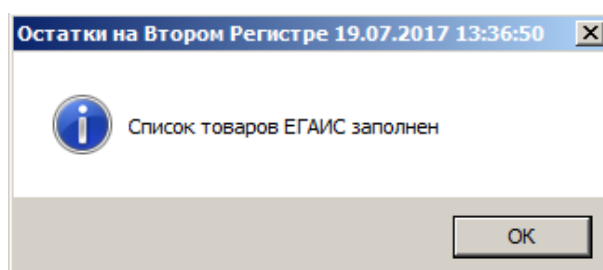 Остатки на Втором Регистре 19.07.2017 13:36:50
Список товаров ЕГАИС заполнен
OK